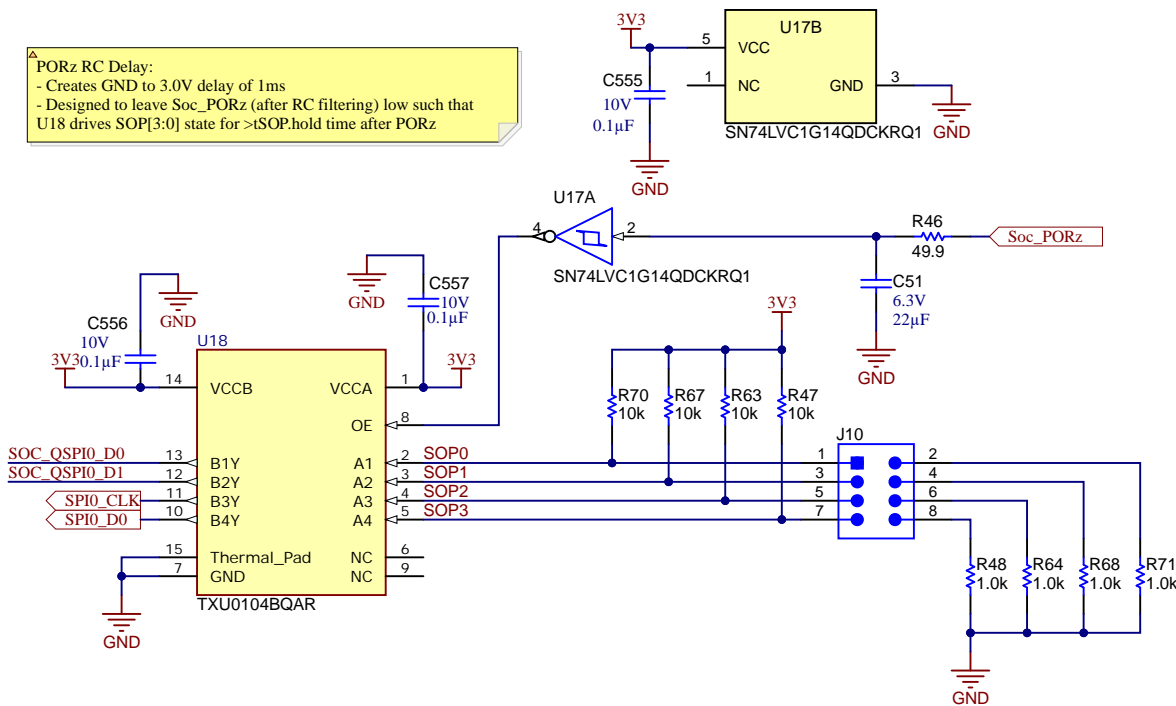 PORz RC Delay:
- Creates GND to 3.0V delay of 1ms
- Designed to leave Soc_PORz (after RC filtering) low such that
U18 drives SOP[3:0] state for >tSOP.hold time after PORz
3V3
U17B
5
VCC
1
NC
GND
3
C555
10V
0.1µF
GND
GND
SN74LVC1G14QDCKRQ1
U17A
4
2
SN74LVC1G14QDCKRQ1
R46
49.9
Soc_PORz
C51
6.3V
22µF
GND
GND
C556
10V
0.1µF
3V3
GND
C557
10V
0.1µF
3V3
3V3
U18
14
VCCB
VCCA
1
OE
8
SOC_QSPI0_D0
13
B1Y
A1
2
SOP0
SOC_QSPI0_D1
12
B2Y
A2
3
SOP1
SPI0_CLK
11
B3Y
A3
4
SOP2
SPI0_D0
10
B4Y
A4
5
SOP3
15
Thermal_Pad
NC
6
7
GND
NC
9
TXU0104BQAR
GND
R70
10k
R67
10k
R63
10k
R47
10k
J10
1
2
3
4
5
6
7
8
R48
1.0k
R64
1.0k
R68
1.0k
R71
1.0k
GND